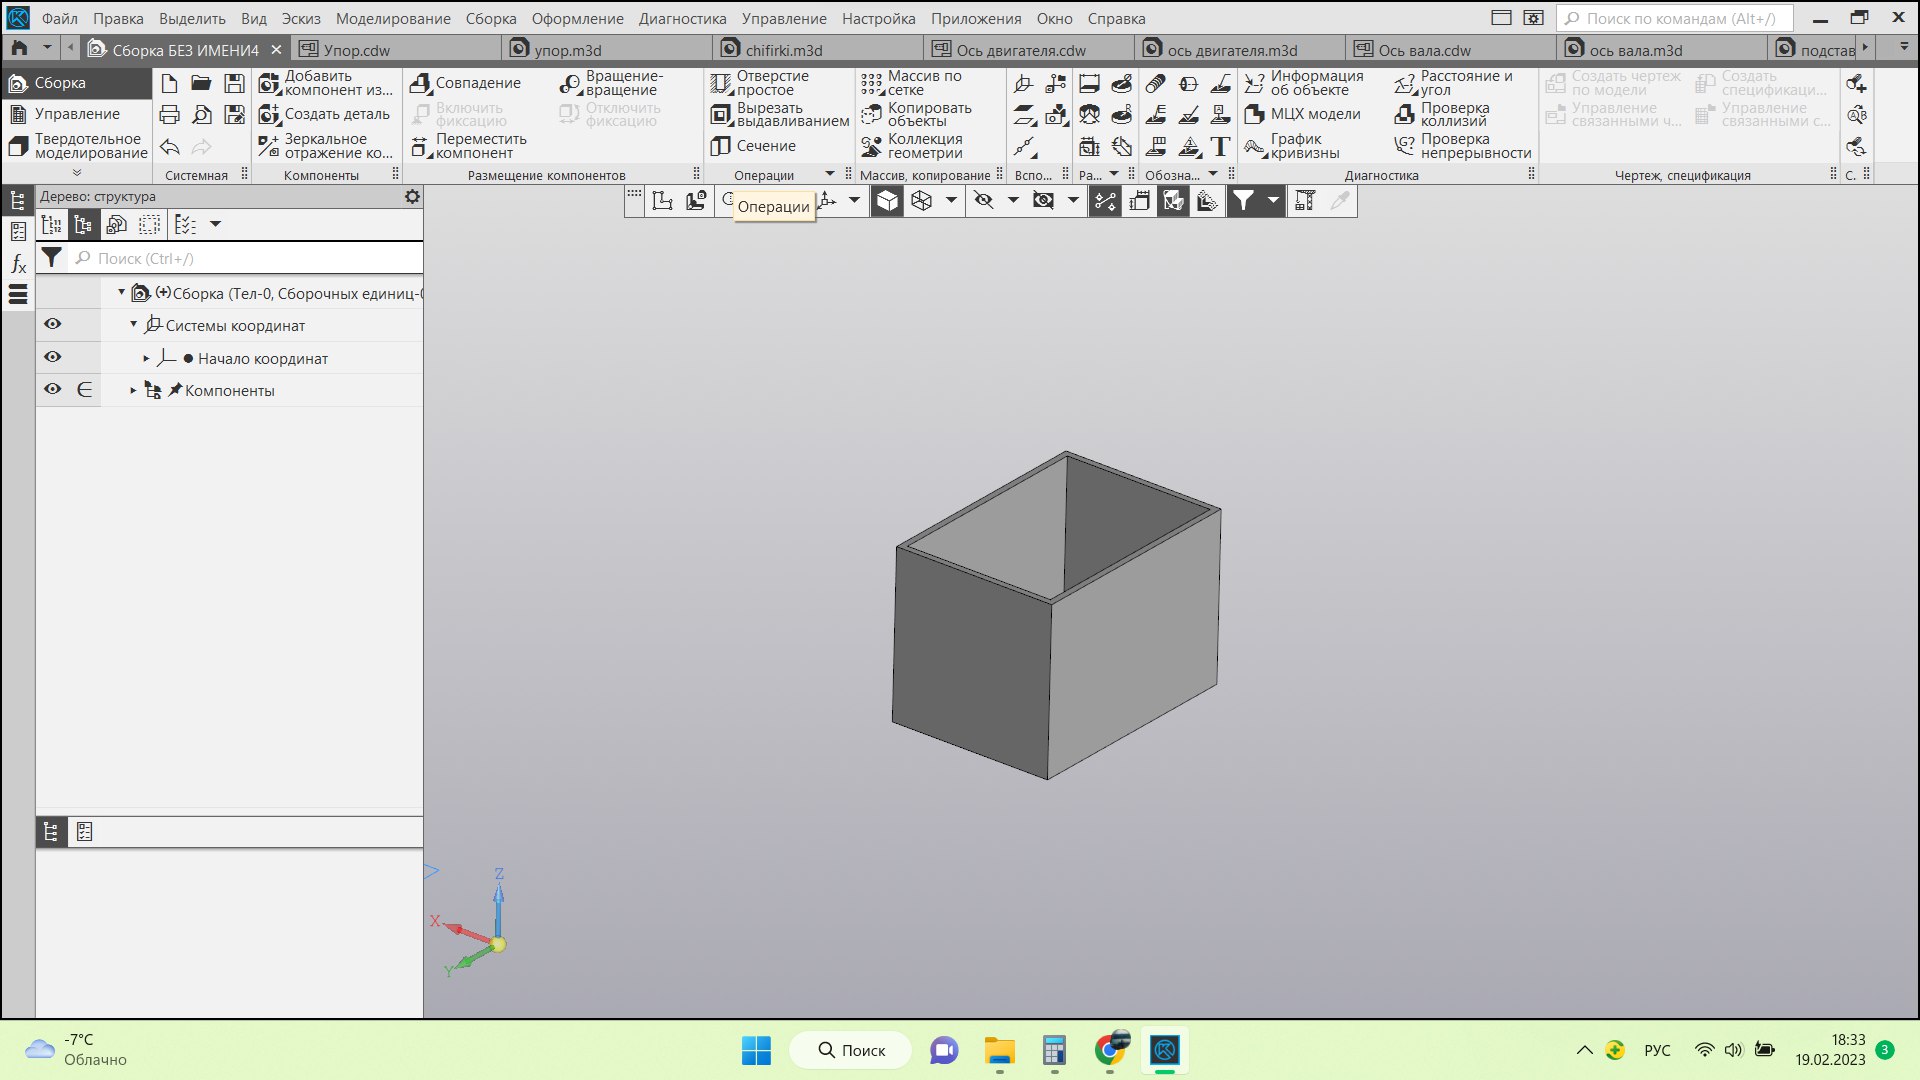 Файл Правка Выделить Вид Эскиз Моделирование Сборка Оформление Диагностика Управление Настройка Приложения Окно Справка Поиск по командам (Alt+/)
Сборка БЕЗ ИМЕНИ4 Упор.cdw упор.m3d chifirki.m3d Ось двигателя.cdw ось двигателя.m3d Ось вала.cdw ось вала.m3d подстав
Сборка
Управление
Твердотельное
моделирование
Системная
Добавить
компонент из...
Создать деталь
Зеркальное
отражение ко...
Компоненты
Совпадение
Включить
фиксацию
Переместить
компонент
Вращение-
вращение
Отключить
фиксацию
Размещение компонентов
Отверстие
простое
Вырезать
выдавливанием
Сечение
Операции
Массив по
сетке
Копировать
объекты
Коллекция
геометрии
Массив, копирование
Вспо...
Ра...
Обозна...
Информация
об объекте
МЦХ модели
График
кривизны
Расстояние и
угол
Проверка
коллизий
Проверка
непрерывности
Диагностика
Создать чертеж
по модели
Управление
связанными ч...
Создать
спецификаци...
Управление
связанными с...
Чертеж, спецификация
С.
Дерево: структура
Операции
Поиск (Ctrl+/)
(+)Сборка (Тел-0, Сборочных единиц-0
Системы координат
Начало координат
Компоненты
Z
X
Y
-7°C
Облачно
Поиск
РУС
18:33
19.02.2023
3